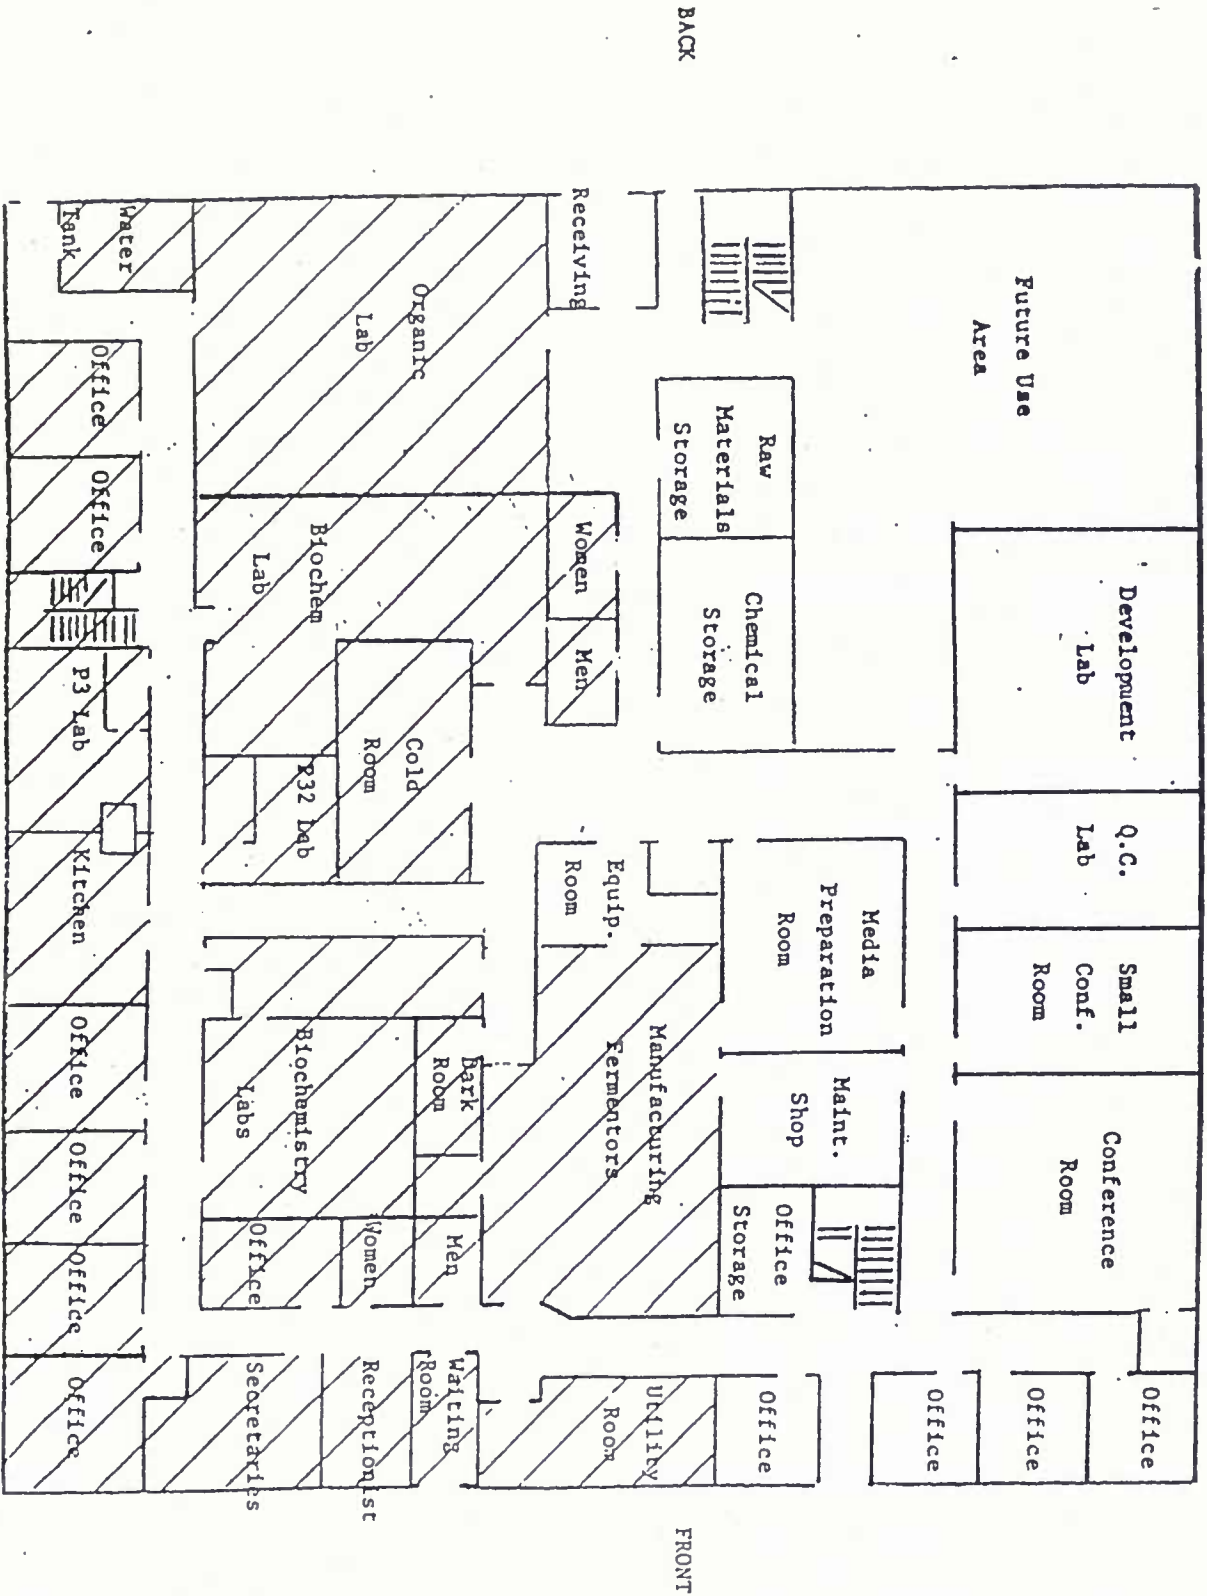 BACK
Future Use
Area
Development
Lab
Q.C.
Lab
Small
Conf.
Room
Conference
Room
Office
Office
Office
Receiving
Raw
Materials
Storage
Chemical
Storage
Media
Preparation
Room
Maint.
Shop
Office
Storage
Office
Women
Men
Equip.
Room
Manufacturing
Fermentors
Utility
Room
Organic
Lab
Biochem
Lab
Cold
Room
P32 Lab
Dark
Room
Biochemistry
Labs
Men
Women
Office
Waiting
Room
Receptionist
Secretaries
Water
Tank
Office
Office
P3 Lab
Kitchen
Office
Office
Office
Office
FRONT